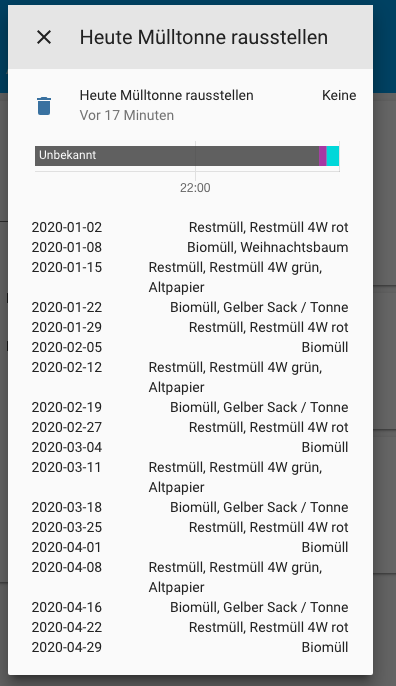 Heute Mülltonne rausstellen
Heute Mülltonne rausstellen Keine
Vor 17 Minuten
Unbekannt
22:00
2020-01-02 Restmüll, Restmüll 4W rot
2020-01-08 Biomüll, Weihnachtsbaum
2020-01-15 Restmüll, Restmüll 4W grün,
Altpapier
2020-01-22 Biomüll, Gelber Sack / Tonne
2020-01-29 Restmüll, Restmüll 4W rot
2020-02-05 Biomüll
2020-02-12 Restmüll, Restmüll 4W grün,
Altpapier
2020-02-19 Biomüll, Gelber Sack / Tonne
2020-02-27 Restmüll, Restmüll 4W rot
2020-03-04 Biomüll
2020-03-11 Restmüll, Restmüll 4W grün,
Altpapier
2020-03-18 Biomüll, Gelber Sack / Tonne
2020-03-25 Restmüll, Restmüll 4W rot
2020-04-01 Biomüll
2020-04-08 Restmüll, Restmüll 4W grün,
Altpapier
2020-04-16 Biomüll, Gelber Sack / Tonne
2020-04-22 Restmüll, Restmüll 4W rot
2020-04-29 Biomüll